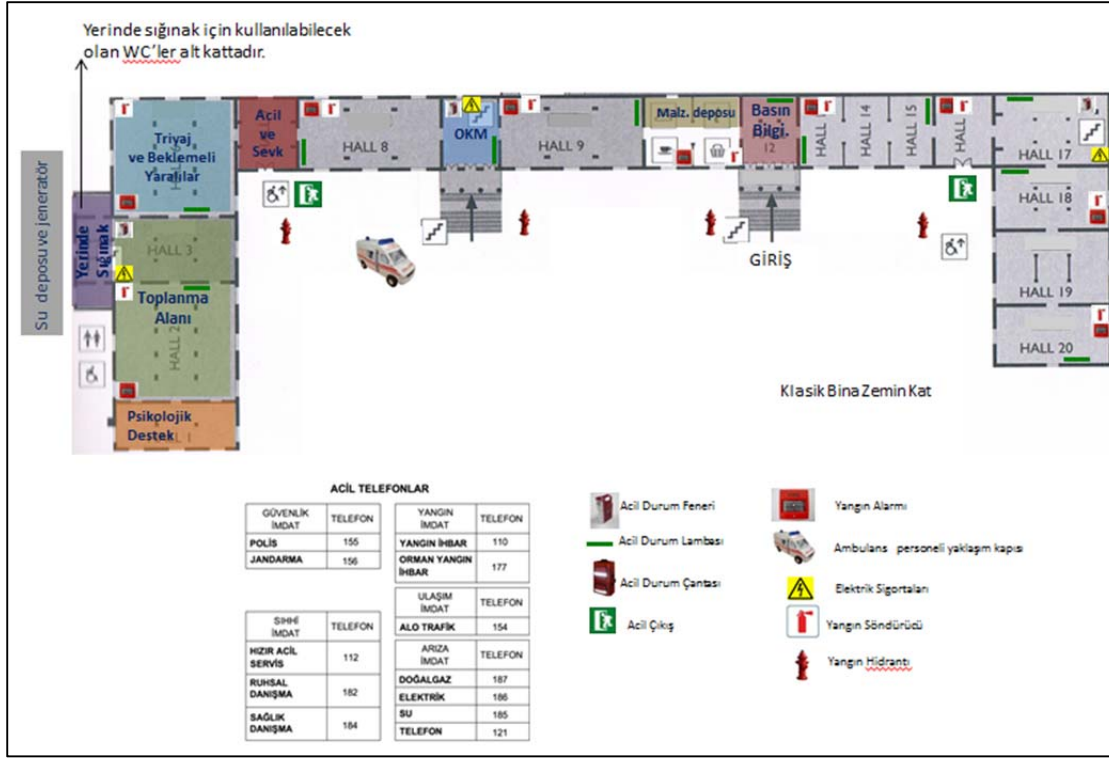 Yerinde sığınak için kullanılabilecek
olan WC'ler alt kattadır.
Su deposu ve jeneratör
Yerinde
Sığınak
Triyaj
ve Beklemeli
Yaralılar
HALL 3
Toplanma
Alanı
HALL 2
Psikolojik
Destek
HALL 1
Acil
ve
Sevk
HALL 8
OKM
HALL 9
Malz. deposu
Basın
Bilgi.
12
HALL
14
HALL 15
HALL
HALL 17
HALL 18
HALL 19
HALL 20
GİRİŞ
Klasik Bina Zemin Kat
ACİL TELEFONLAR
GÜVENLİK İMDAT TELEFON
POLİS 155
JANDARMA 156
YANGIN İMDAT TELEFON
YANGIN İHBAR 110
ORMAN YANGIN İHBAR 177
ULAŞIM İMDAT TELEFON
ALO TRAFİK 154
SIHHİ İMDAT TELEFON
HIZIR ACİL SERVİS 112
RUHSAL DANIŞMA 182
SAĞLIK DANIŞMA 184
ARIZA İMDAT TELEFON
DOĞALGAZ 187
ELEKTRİK 186
SU 185
TELEFON 121
Acil Durum Feneri
Acil Durum Lambası
Acil Durum Çantası
Acil Çıkış
Yangın Alarmı
Ambulans personeli yaklaşım kapısı
Elektrik Sigortaları
Yangın Söndürücü
Yangın Hidrantı